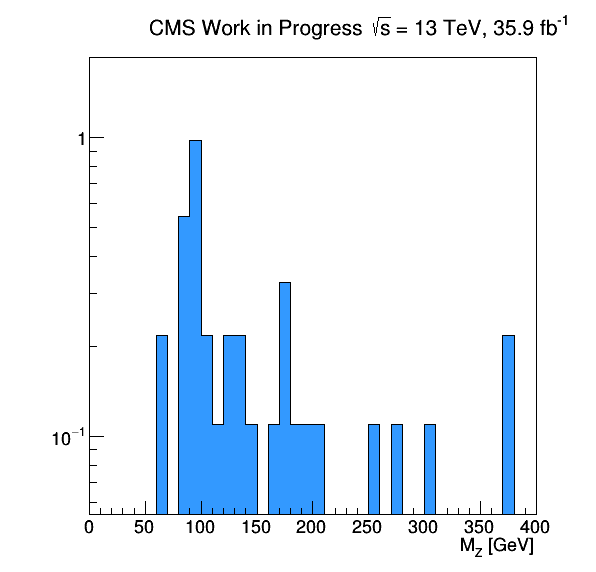 CMS Work in Progress √s = 13 TeV, 35.9 fb⁻¹
1
10⁻¹
0 50 100 150 200 250 300 350 400
M_Z [GeV]